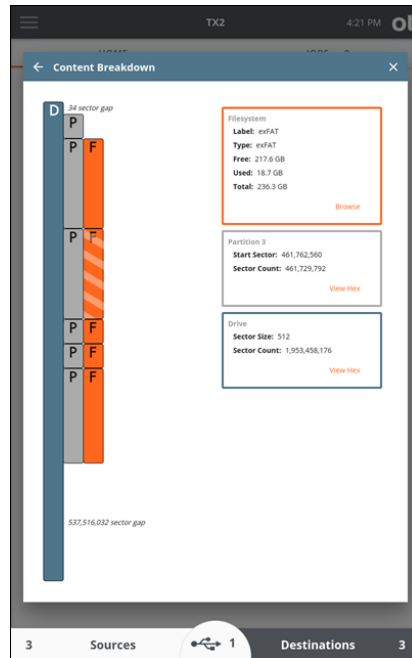 TX2
4:21 PM
Content Breakdown
D
34 sector gap
P
P F
P F
P F
P F
P F
537,516,032 sector gap
Filesystem
Label: exFAT
Type: exFAT
Free: 217.6 GB
Used: 18.7 GB
Total: 236.3 GB
Browse
Partition 3
Start Sector: 461,762,560
Sector Count: 461,729,792
View Hex
Drive
Sector Size: 512
Sector Count: 1,953,458,176
View Hex
3 Sources 1 Destinations 3